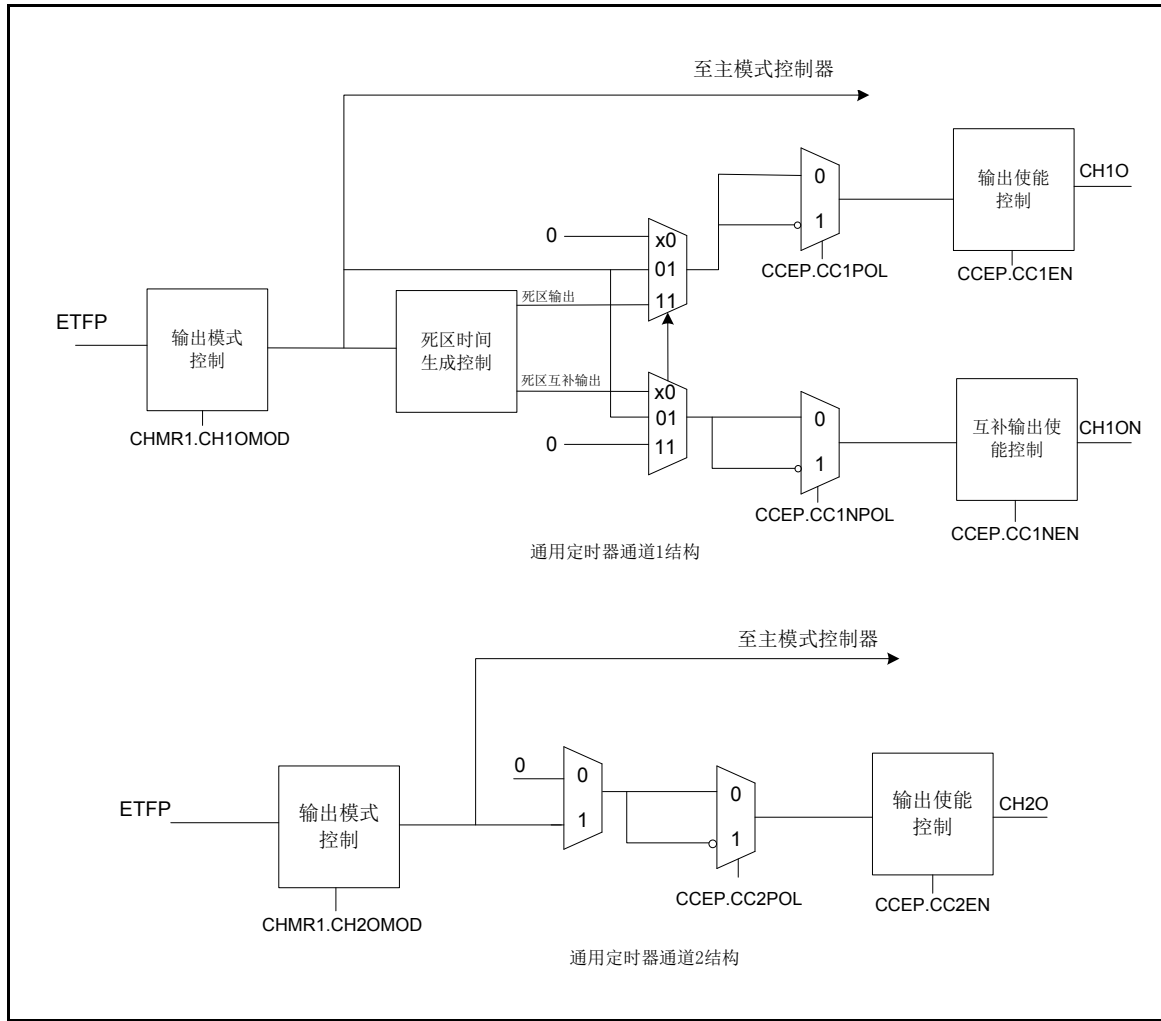 至主模式控制器
ETFP
输出模式
控制
CHMR1.CH1OMOD
死区时间
生成控制
死区输出
死区互补输出
0
x0
01
11
x0
01
11
0
0
1
CCEP.CC1POL
输出使能
控制
CH1O
CCEP.CC1EN
0
1
CCEP.CC1NPOL
互补输出使
能控制
CH1ON
CCEP.CC1NEN
通用定时器通道1结构
至主模式控制器
ETFP
输出模式
控制
CHMR1.CH2OMOD
0
0
1
0
1
CCEP.CC2POL
输出使能
控制
CH2O
CCEP.CC2EN
通用定时器通道2结构